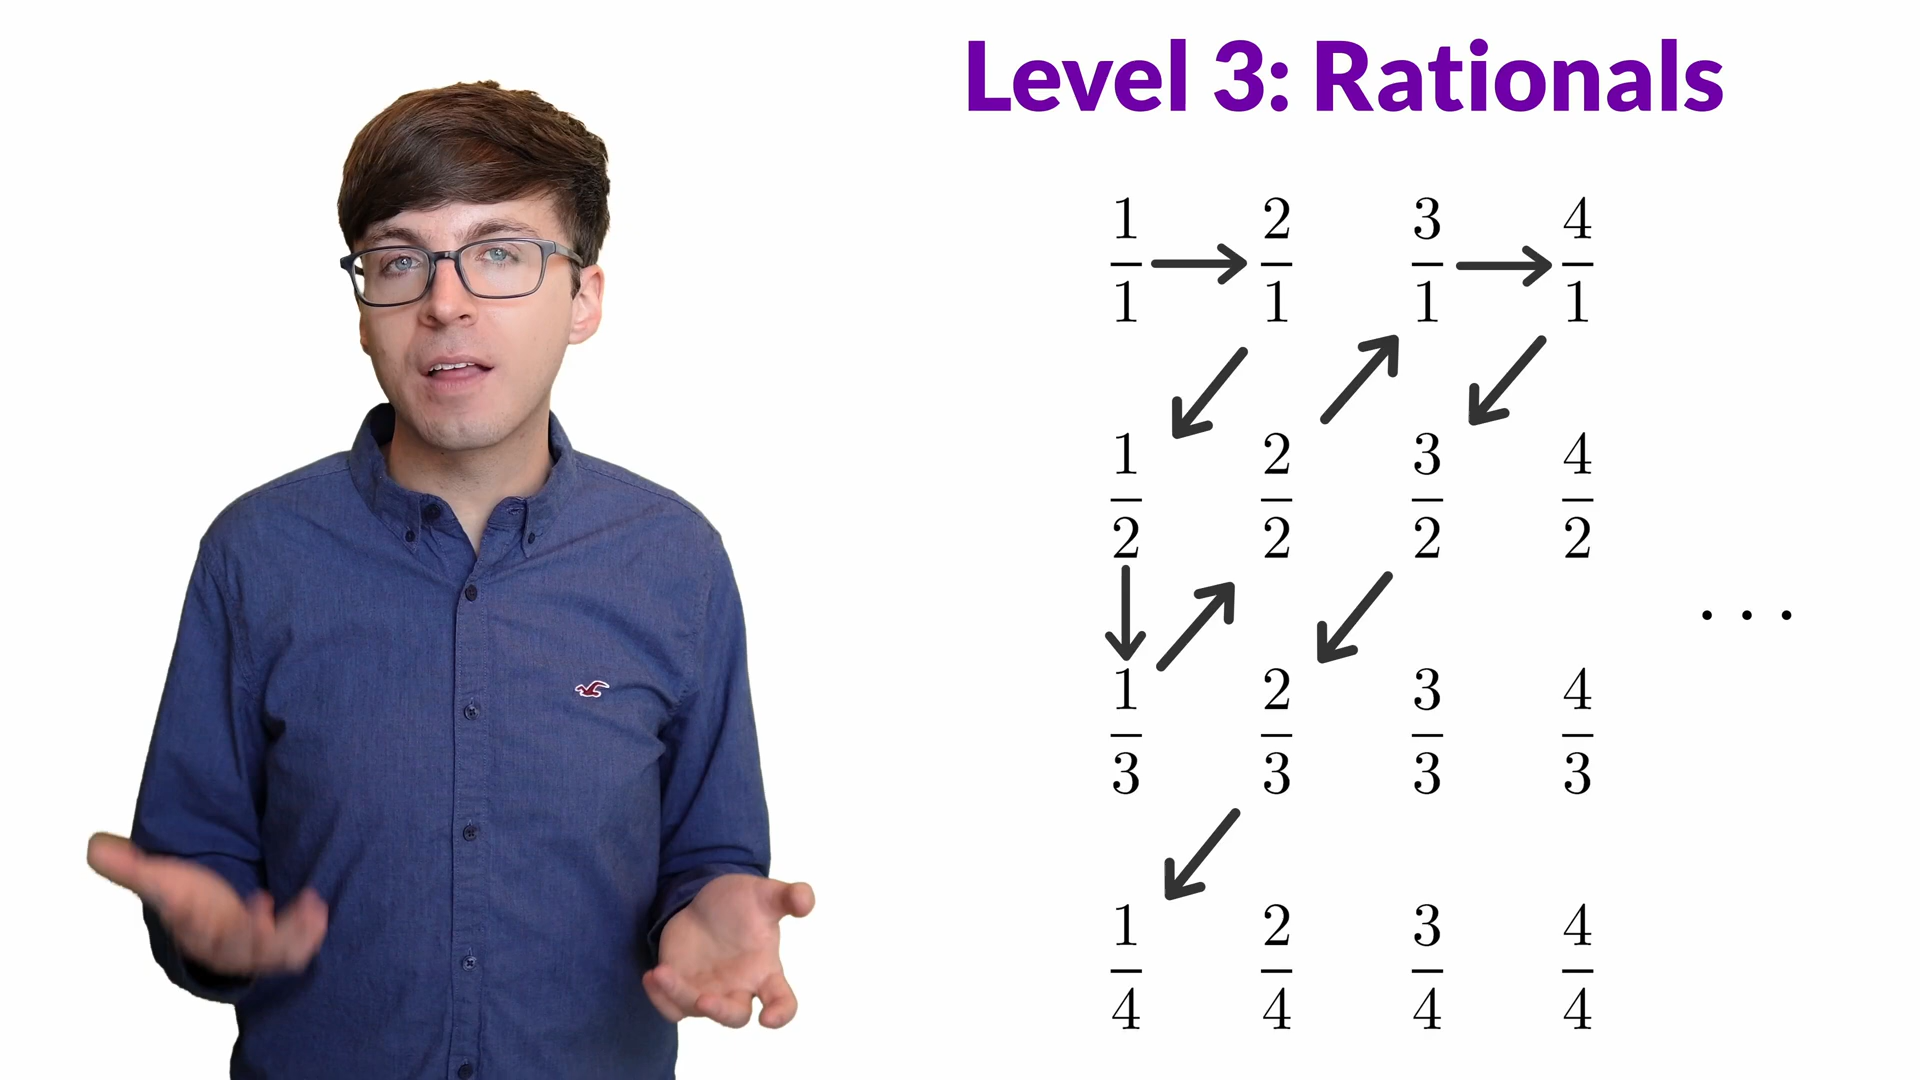 Level 3: Rationals
1/1 → 2/1 3/1 → 4/1
1/2 2/2 3/2 4/2
. . .
1/3 2/3 3/3 4/3
1/4 2/4 3/4 4/4